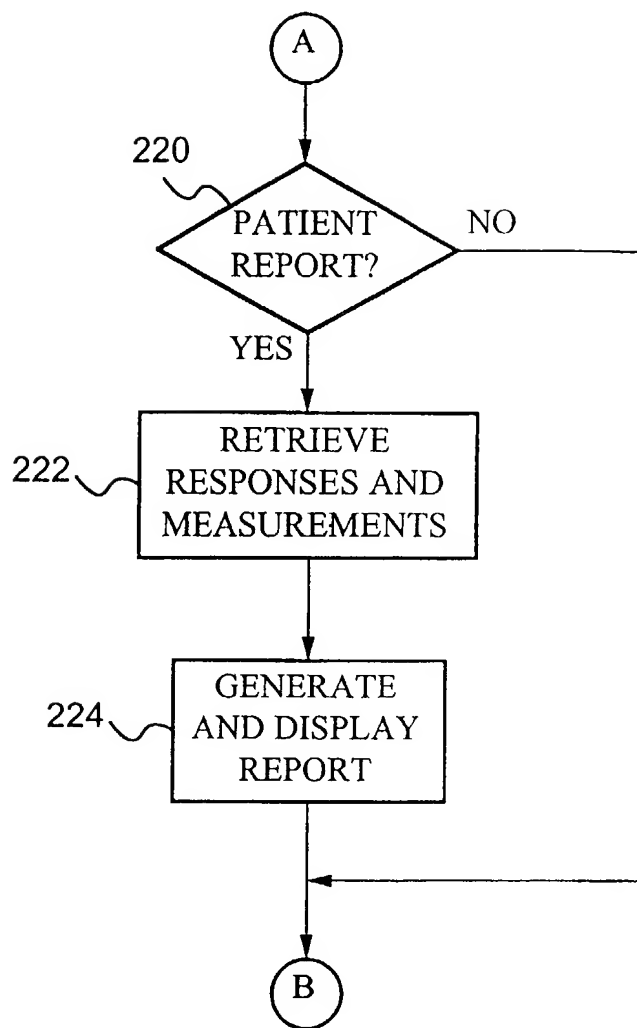 A
220
PATIENT
REPORT?
NO
YES
222
RETRIEVE
RESPONSES AND
MEASUREMENTS
224
GENERATE
AND DISPLAY
REPORT
B